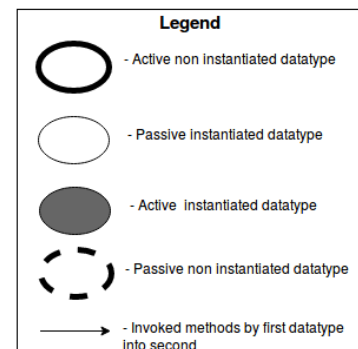 Legend
- Active non instantiated datatype
- Passive instantiated datatype
- Active instantiated datatype
- Passive non instantiated datatype
- Invoked methods by first datatype
into second